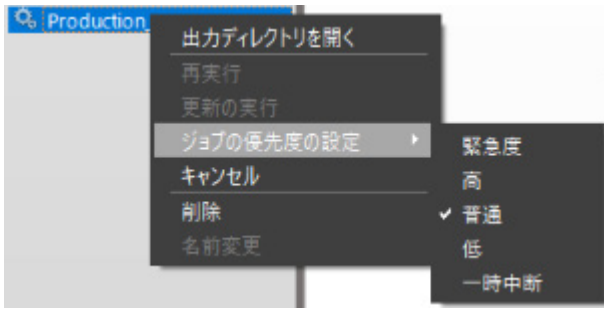 Production_
出力ディレクトリを開く
再実行
更新の実行
ジョブの優先度の設定
キャンセル
削除
名前変更
緊急度
高
普通
低
一時中断